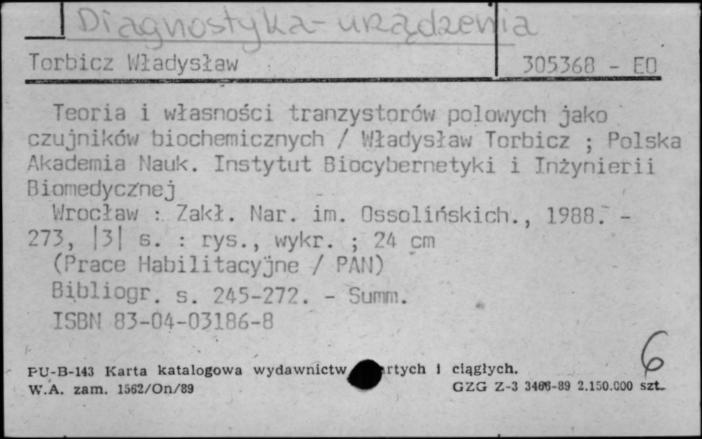 Diagnostyka - urządzenia
Torbicz Władysław 305368 - EO
Teoria i własności tranzystorów polowych jako
czujników biochemicznych / Władysław Torbicz ; Polska
Akademia Nauk. Instytut Biocybernetyki i Inżynierii
Biomedycznej
Wrocław : Zakł. Nar. im. Ossolińskich., 1988. -
273, |3| s. : rys., wykr. ; 24 cm
(Prace Habilitacyjne / PAN)
Bibliogr. s. 245-272. - Summ.
ISBN 83-04-03186-8
6
PU-B-143 Karta katalogowa wydawnictw rtych i ciągłych.
W.A. zam. 1562/On/89 GZG Z-3 -89 2.150.000 szt.